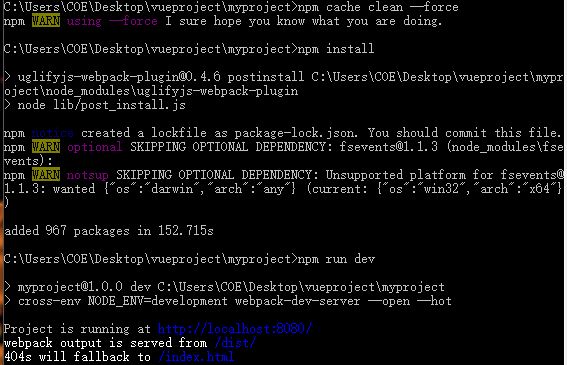 C:\Users\COE\Desktop\vueproject\myproject>npm cache clean --force
npm WARN using --force I sure hope you know what you are doing.
C:\Users\COE\Desktop\vueproject\myproject>npm install
> uglifyjs-webpack-plugin@0.4.6 postinstall C:\Users\COE\Desktop\vueproject\mypr
oject\node_modules\uglifyjs-webpack-plugin
> node lib/post_install.js
npm notice created a lockfile as package-lock.json. You should commit this file.
npm WARN optional SKIPPING OPTIONAL DEPENDENCY: fsevents@1.1.3 (node_modules\fse
vents):
npm WARN notsup SKIPPING OPTIONAL DEPENDENCY: Unsupported platform for fsevents@
1.1.3: wanted {"os":"darwin","arch":"any"} (current: {"os":"win32","arch":"x64"}
)
added 967 packages in 152.715s
C:\Users\COE\Desktop\vueproject\myproject>npm run dev
> myproject@1.0.0 dev C:\Users\COE\Desktop\vueproject\myproject
> cross-env NODE_ENV=development webpack-dev-server --open --hot
Project is running at http://localhost:8080/
webpack output is served from /dist/
404s will fallback to /index.html